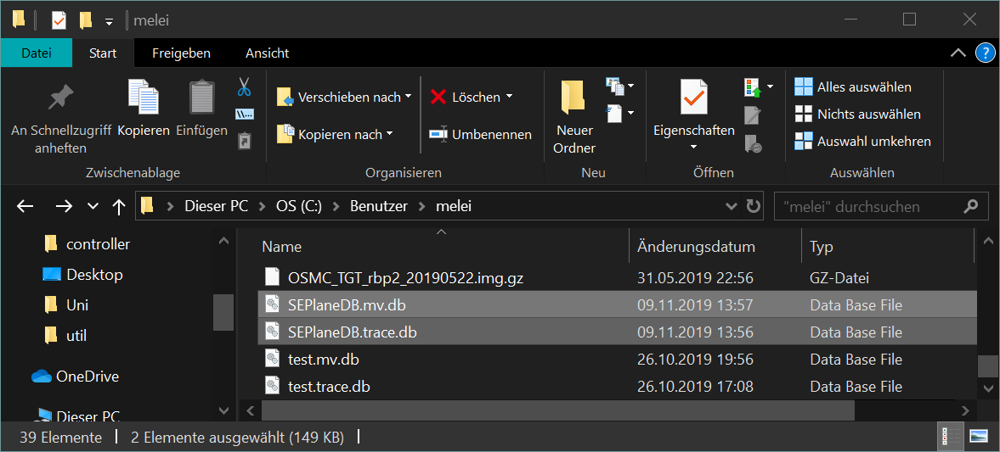 melei
Datei Start Freigeben Ansicht ?
An Schnellzugriff
anheften
Kopieren
Einfügen
Verschieben nach
Kopieren nach
Löschen
Umbenennen
Neuer
Ordner
Eigenschaften
Alles auswählen
Nichts auswählen
Auswahl umkehren
Zwischenablage Organisieren Neu Öffnen Auswählen
Dieser PC OS (C:) Benutzer melei
"melei" durchsuchen
controller
Desktop
Uni
util
OneDrive
Dieser PC
Name Änderungsdatum Typ
OSMC_TGT_rbp2_20190522.img.gz 31.05.2019 22:56 GZ-Datei
SEPlaneDB.mv.db 09.11.2019 13:57 Data Base File
SEPlaneDB.trace.db 09.11.2019 13:56 Data Base File
test.mv.db 26.10.2019 19:56 Data Base File
test.trace.db 26.10.2019 17:08 Data Base File
39 Elemente 2 Elemente ausgewählt (149 KB)